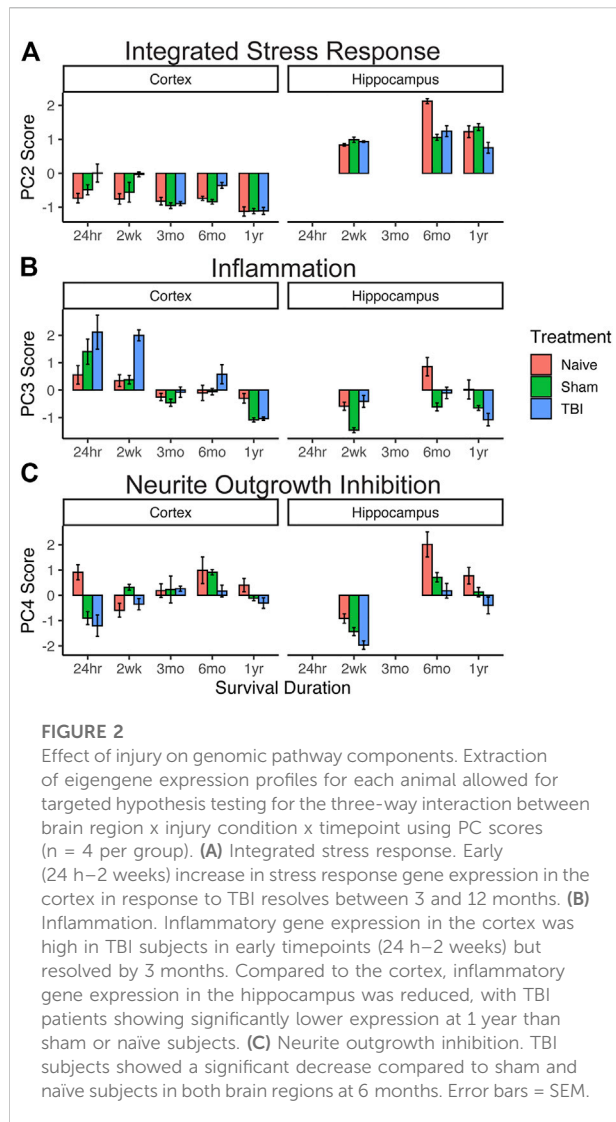 A
Integrated Stress Response
Cortex
Hippocampus
PC2 Score
2
1
0
-1
24hr 2wk 3mo 6mo 1yr
24hr 2wk 3mo 6mo 1yr
B
Inflammation
Cortex
Hippocampus
PC3 Score
2
1
0
-1
24hr 2wk 3mo 6mo 1yr
24hr 2wk 3mo 6mo 1yr
Treatment
Naive
Sham
TBI
C
Neurite Outgrowth Inhibition
Cortex
Hippocampus
PC4 Score
2
1
0
-1
-2
24hr 2wk 3mo 6mo 1yr
24hr 2wk 3mo 6mo 1yr
Survival Duration
FIGURE 2
Effect of injury on genomic pathway components. Extraction
of eigengene expression profiles for each animal allowed for
targeted hypothesis testing for the three-way interaction between
brain region x injury condition x timepoint using PC scores
(n = 4 per group). (A) Integrated stress response. Early
(24 h–2 weeks) increase in stress response gene expression in the
cortex in response to TBI resolves between 3 and 12 months. (B)
Inflammation. Inflammatory gene expression in the cortex was
high in TBI subjects in early timepoints (24 h–2 weeks) but
resolved by 3 months. Compared to the cortex, inflammatory
gene expression in the hippocampus was reduced, with TBI
patients showing significantly lower expression at 1 year than
sham or naïve subjects. (C) Neurite outgrowth inhibition. TBI
subjects showed a significant decrease compared to sham and
naïve subjects in both brain regions at 6 months. Error bars = SEM.